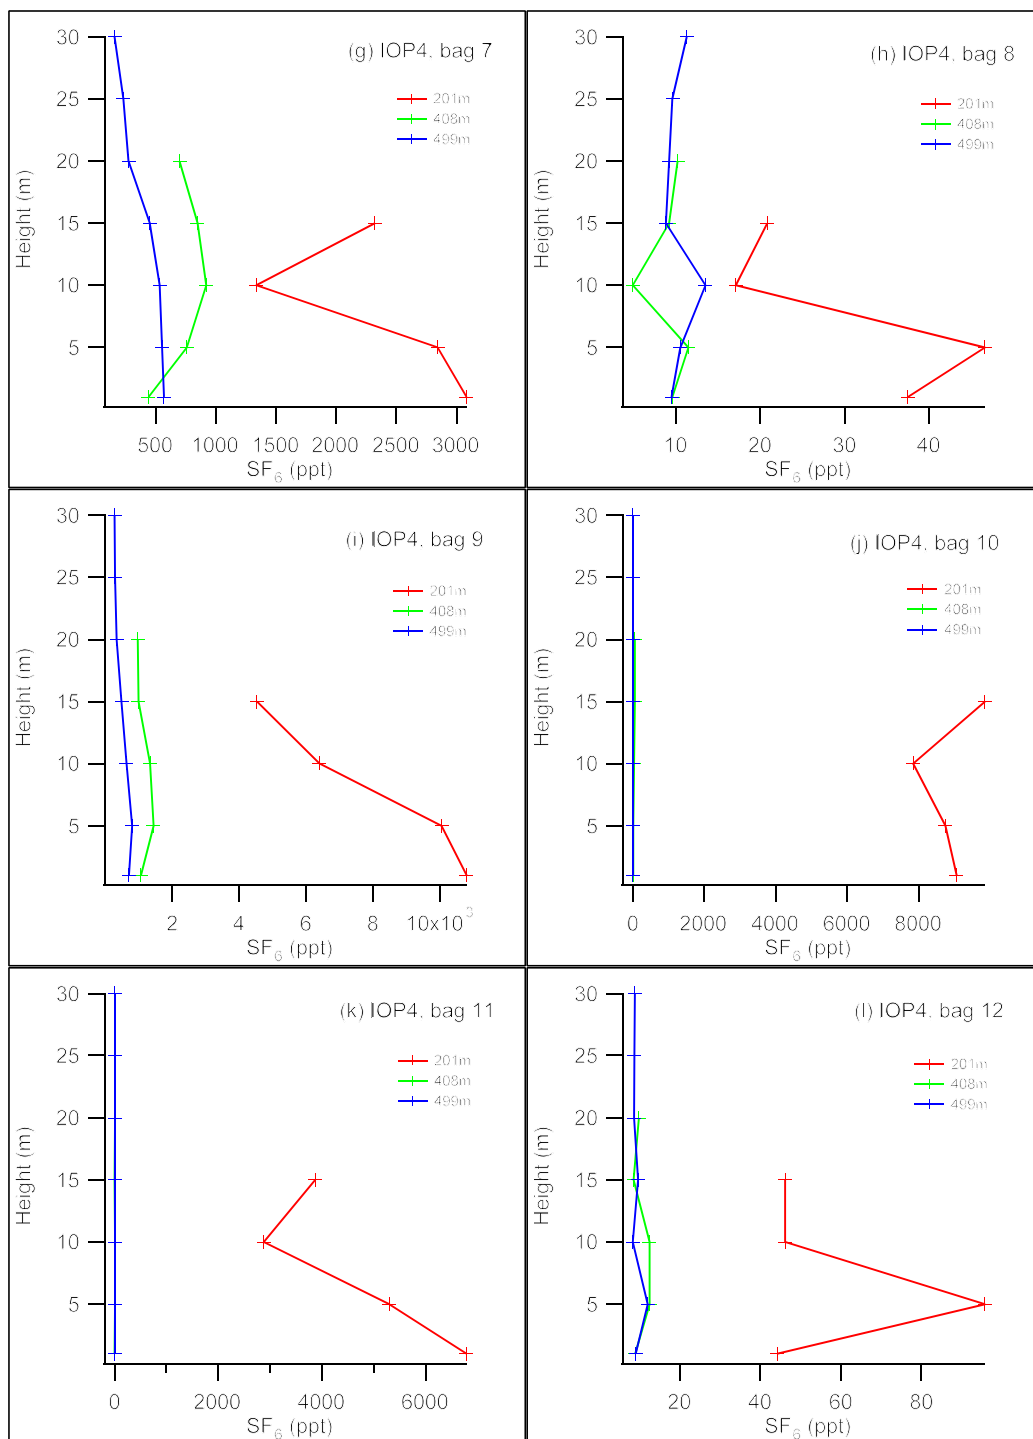 (g) IOP4. bag 7
30
25
20
15
10
5
Height (m)
201m
408m
499m
500 1000 1500 2000 2500 3000
SF6 (ppt)
(h) IOP4. bag 8
30
25
20
15
10
5
Height (m)
201m
408m
499m
10 20 30 40
SF6 (ppt)
(i) IOP4. bag 9
30
25
20
15
10
5
Height (m)
201m
408m
499m
2 4 6 8 10x10³
SF6 (ppt)
(j) IOP4. bag 10
30
25
20
15
10
5
Height (m)
201m
408m
499m
0 2000 4000 6000 8000
SF6 (ppt)
(k) IOP4. bag 11
30
25
20
15
10
5
Height (m)
201m
408m
499m
0 2000 4000 6000
SF6 (ppt)
(l) IOP4. bag 12
30
25
20
15
10
5
Height (m)
201m
408m
499m
20 40 60 80
SF6 (ppt)